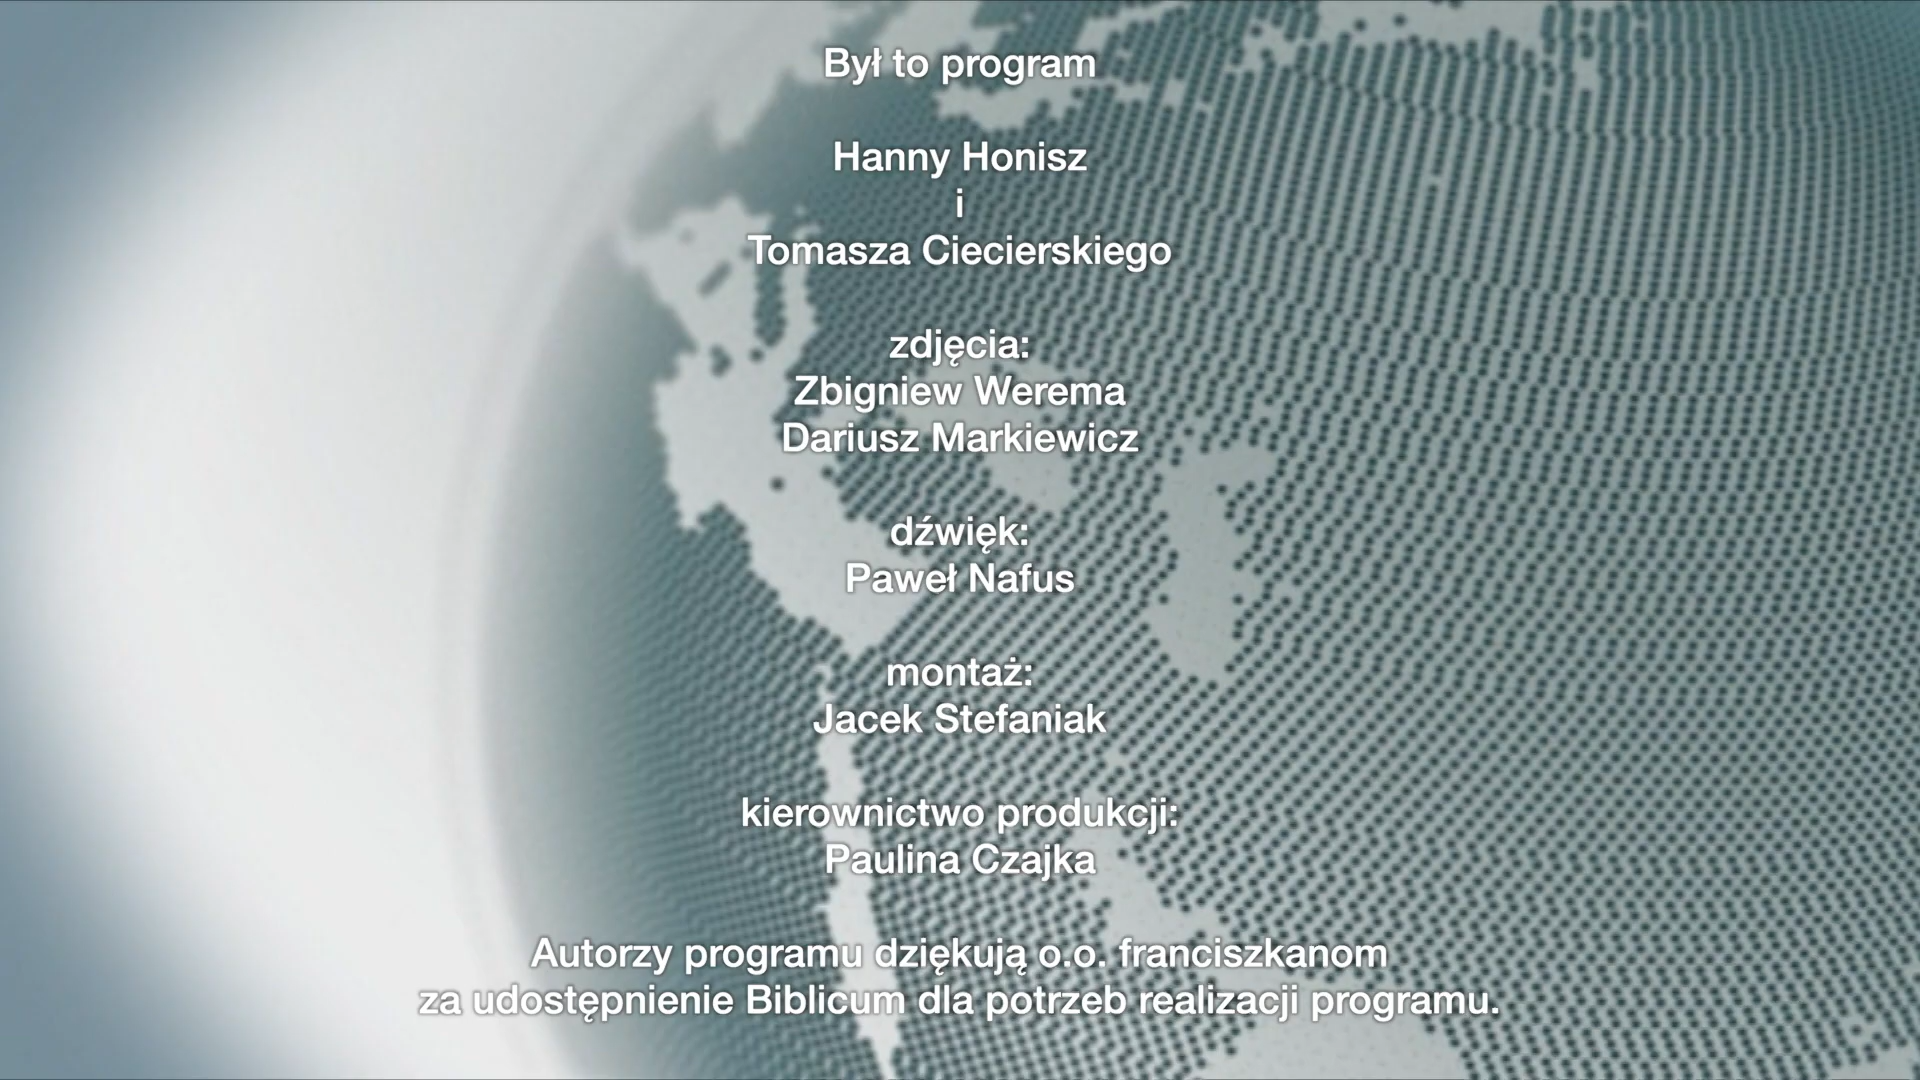 Był to program
Hanny Honisz
i
Tomasza Ciecierskiego
zdjęcia:
Zbigniew Werema
Dariusz Markiewicz
dźwięk:
Paweł Nafus
montaż:
Jacek Stefaniak
kierownictwo produkcji:
Paulina Czajka
Autorzy programu dziękują o.o. franciszkanom
za udostępnienie Biblicum dla potrzeb realizacji programu.